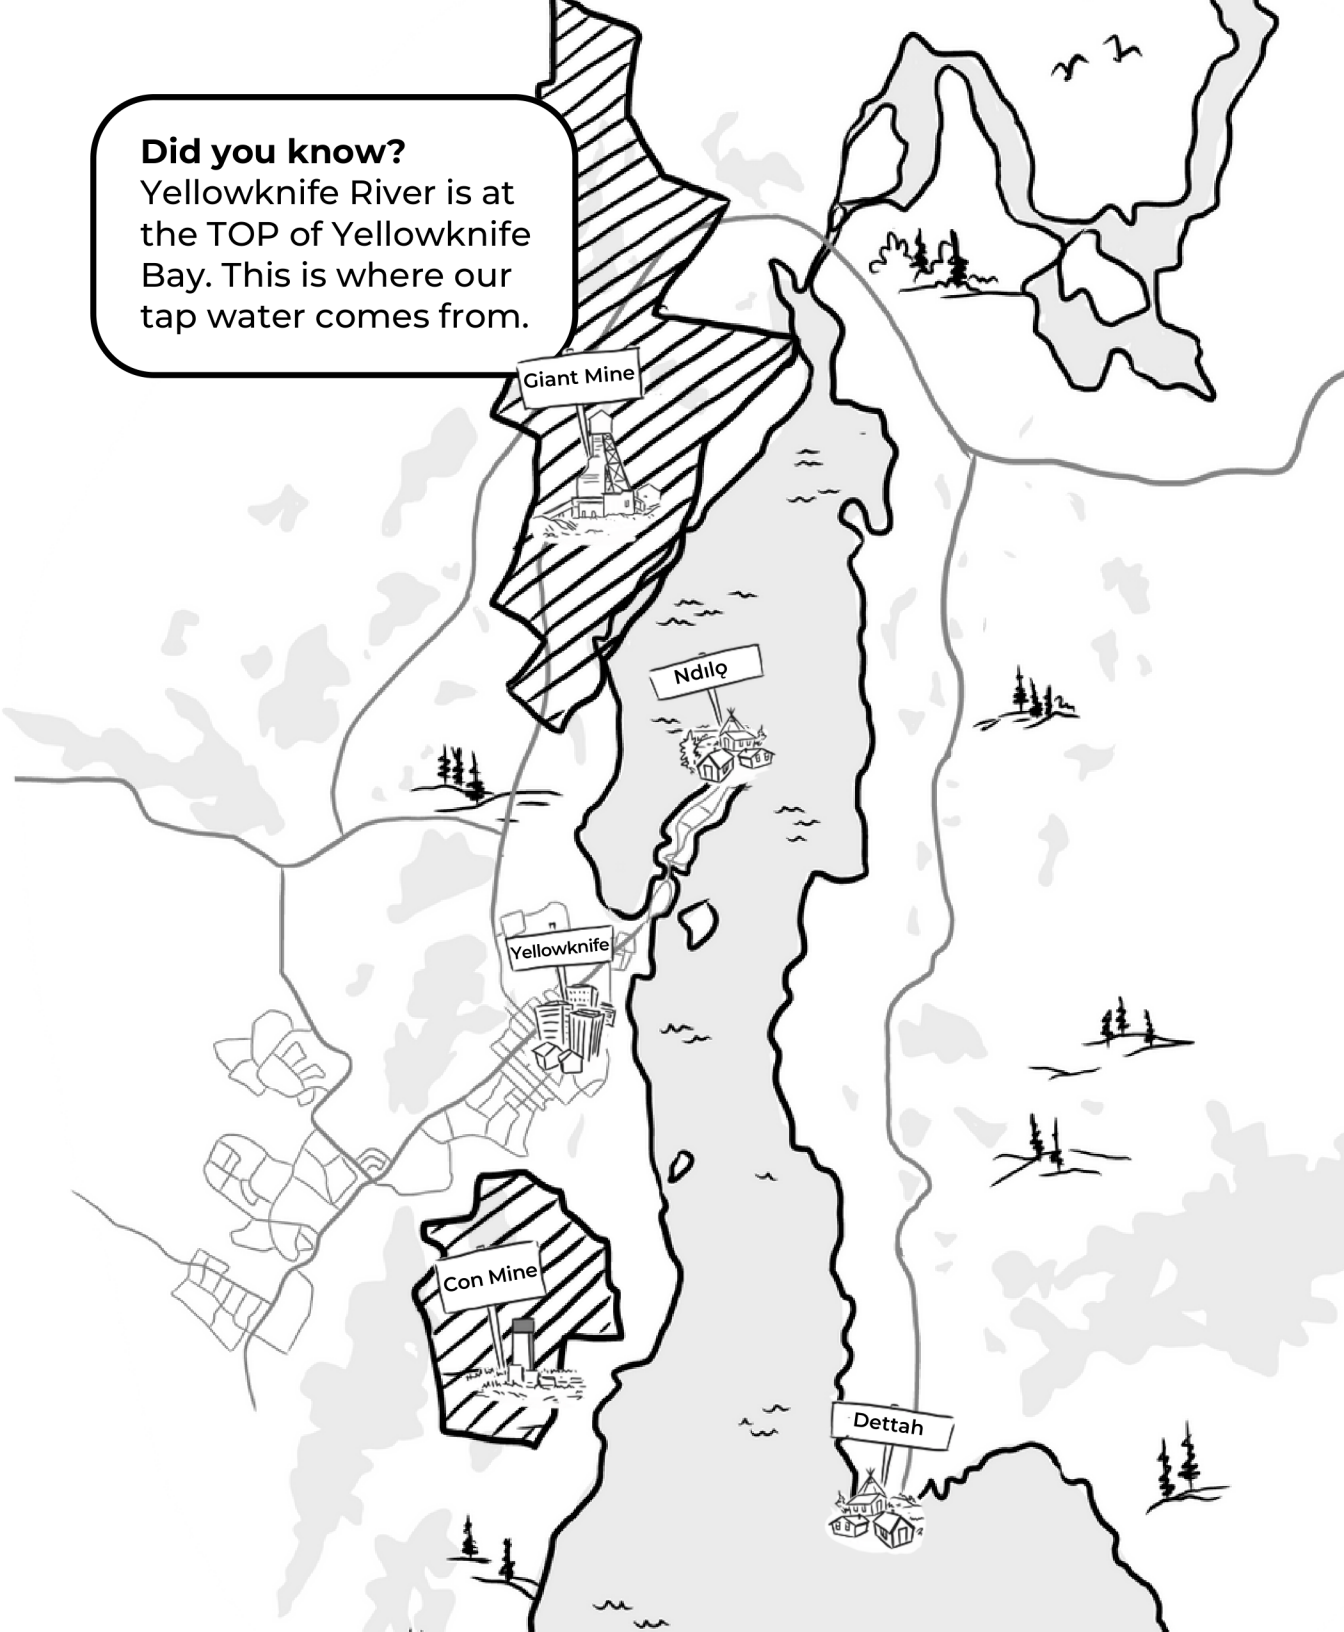 Did you know?
Yellowknife River is at
the TOP of Yellowknife
Bay. This is where our
tap water comes from.
Giant Mine
Ndılǫ
Yellowknife
Con Mine
Dettah